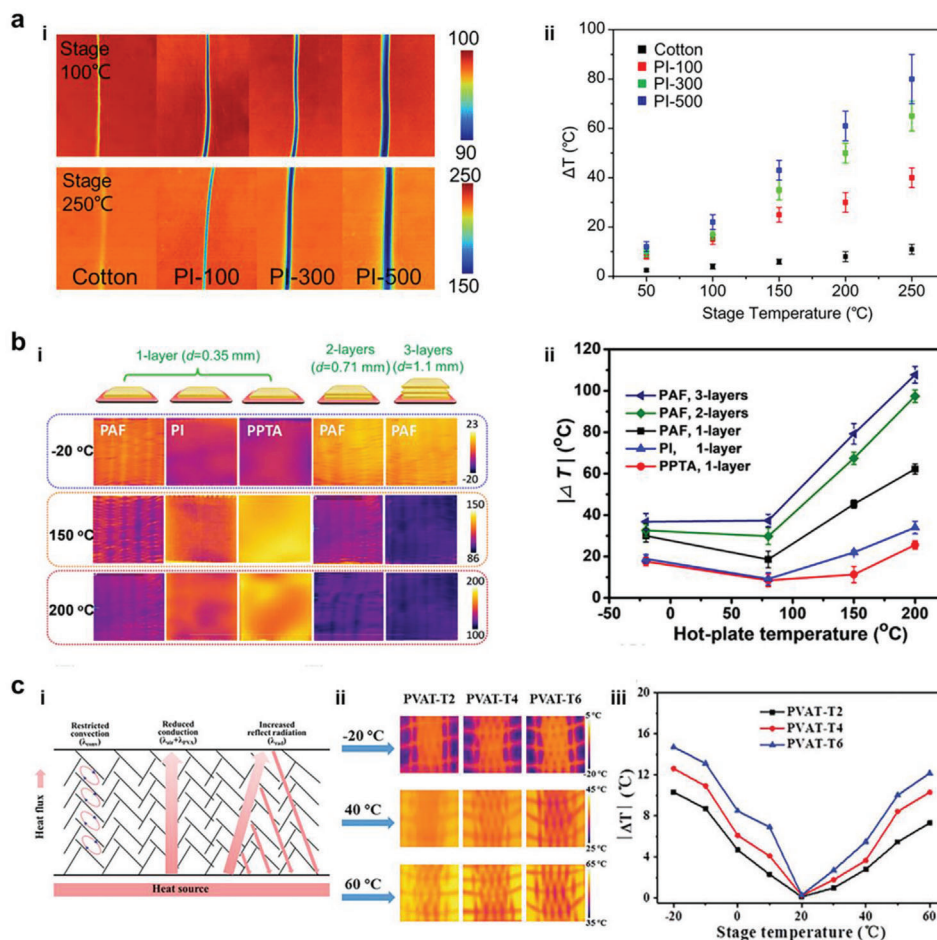 a
i
Stage
100℃
100
90
Stage
250℃
250
150
Cotton PI-100 PI-300 PI-500
ii
Cotton
PI-100
PI-300
PI-500
ΔT (℃)
100
80
60
40
20
0
50 100 150 200 250
Stage Temperature (℃)
b
i
1-layer (d=0.35 mm)
2-layers
(d=0.71 mm)
3-layers
(d=1.1 mm)
-20 °C
PAF PI PPTA PAF PAF
23
-20
150 °C
150
86
200 °C
200
100
ii
PAF, 3-layers
PAF, 2-layers
PAF, 1-layer
PI, 1-layer
PPTA, 1-layer
|Δ T| (°C)
120
100
80
60
40
20
0
-50 0 50 100 150 200
Hot-plate temperature (°C)
c
i
Restricted
convection
(λconv)
Reduced
conduction
Increased
reflect radiation
(λrad)
Heat flux
Heat source
ii
PVAT-T2 PVAT-T4 PVAT-T6
-20 °C
5 °C
-20 °C
40 °C
45 °C
25 °C
60 °C
65 °C
35 °C
iii
PVAT-T2
PVAT-T4
PVAT-T6
|ΔT| (℃)
12
8
4
0
-20 0 20 40 60
Stage temperature (℃)